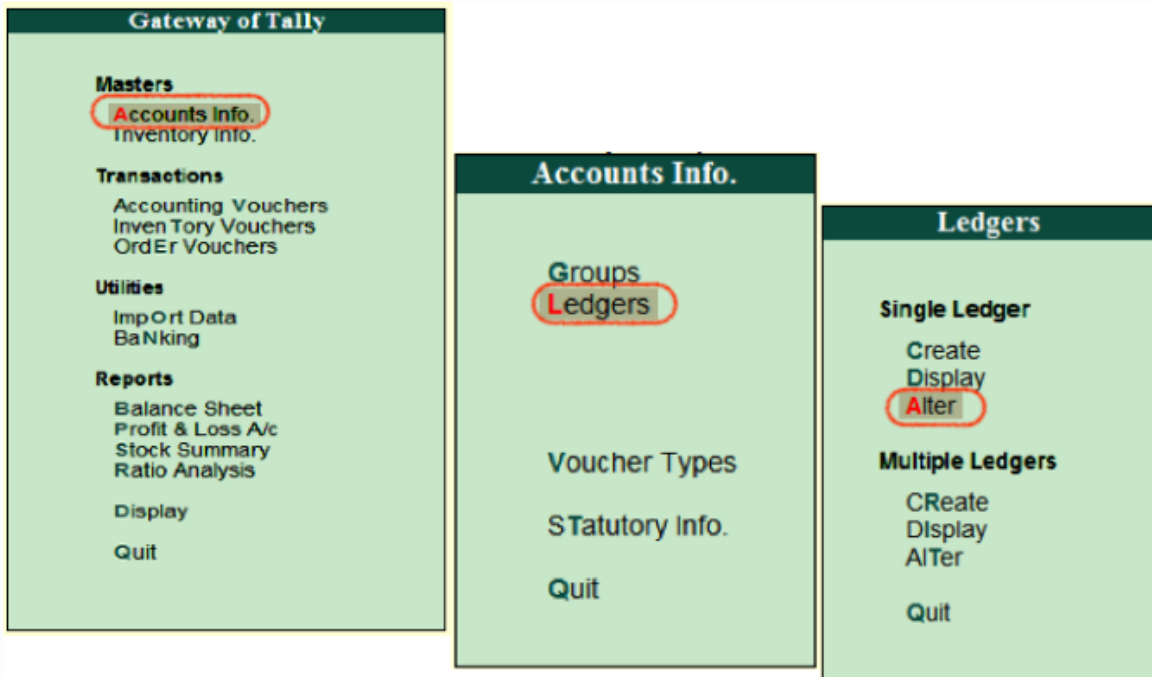 Gateway of Tally
Masters
Accounts Info.
Inventory Info.
Transactions
Accounting Vouchers
InvenTory Vouchers
OrdEr Vouchers
Utilities
ImpOrt Data
BaNking
Reports
Balance Sheet
Profit & Loss A/c
Stock Summary
Ratio Analysis
Display
Quit
Accounts Info.
Groups
Ledgers
Voucher Types
STatutory Info.
Quit
Ledgers
Single Ledger
Create
Display
Alter
Multiple Ledgers
CReate
DIsplay
AlTer
Quit